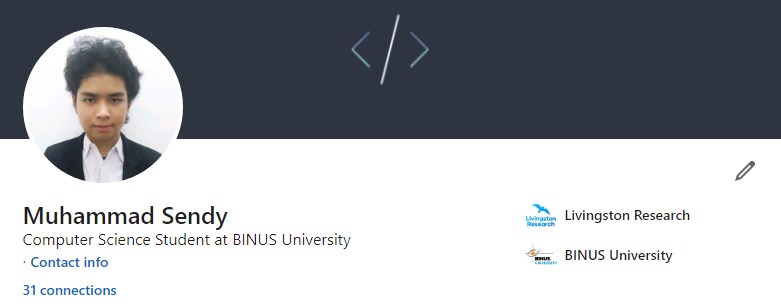 </>
Muhammad Sendy
Computer Science Student at BINUS University
· Contact info
31 connections
Livingston
Research
Livingston Research
BINUS
UNIVERSITY
BINUS University